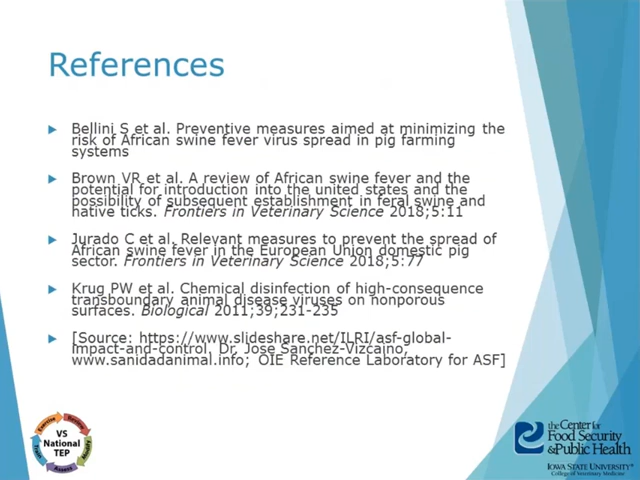 References
Bellini S et al. Preventive measures aimed at minimizing the
risk of African swine fever virus spread in pig farming
systems
Brown VR et al. A review of African swine fever and the
potential for introduction into the united states and the
possibility of subsequent establishment in feral swine and
native ticks. Frontiers in Veterinary Science 2018;5:11
Jurado C et al. Relevant measures to prevent the spread of
African swine fever in the European Union domestic pig
sector. Frontiers in Veterinary Science 2018;5:77
Krug PW et al. Chemical disinfection of high-consequence
transboundary animal disease viruses on nonporous
surfaces. Biological 2011;39;231-235
[Source: https://www.slideshare.net/ILRI/asf-global-
impact-and-control, Dr. Jose Sanchez-Vizcaino,
www.sanidadanimal.info; OIE Reference Laboratory for ASF]
Exercise
Train
Assess
VS
National
TEP
the Center for
Food Security
&Public Health
IOWA STATE UNIVERSITY®
College of Veterinary Medicine